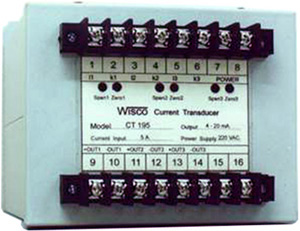 1 2 3 4 5 6 7 8
I1 K1 I2 K2 I3 K3 POWER
Span1 Zero1 Span2 Zero2 Span3 Zero3
WISCO Current Transducer
Model CT 195 Output 4 - 20 mA.
Current Input 5 A. Power Supply 220 VAC.
+OUT1 -OUT1 +OUT2 -OUT2 +OUT3 -OUT3
9 10 11 12 13 14 15 16